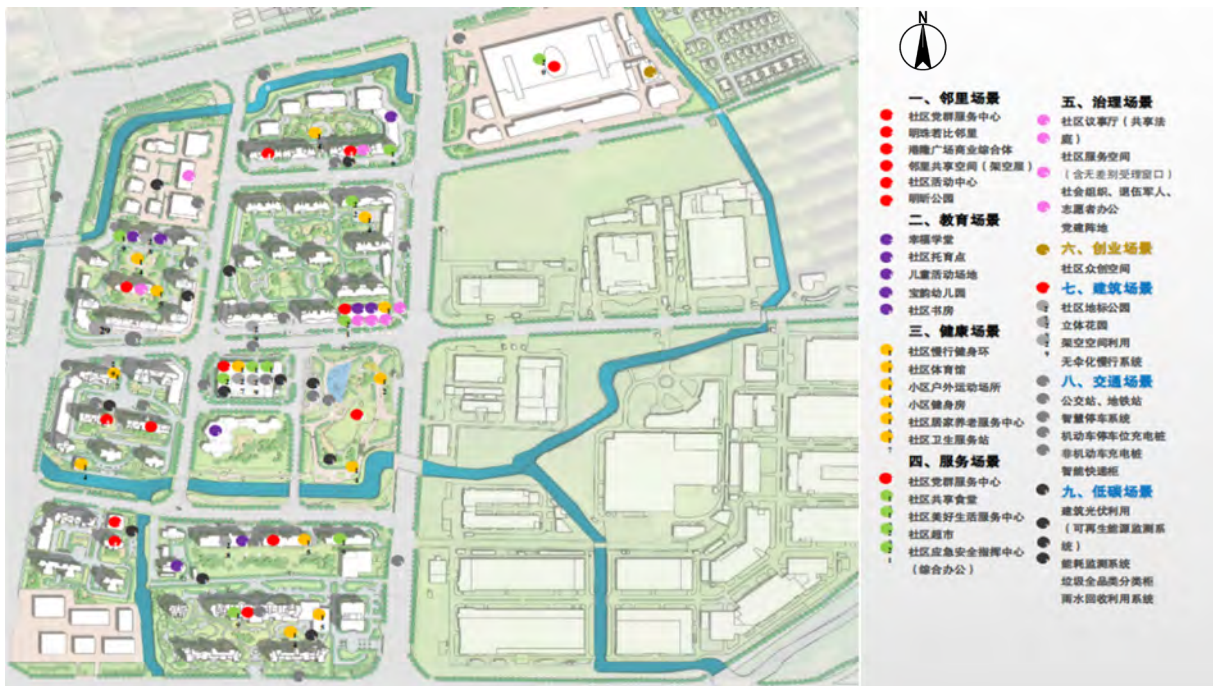 N
一、邻里场景
社区党群服务中心
明珠若比邻里
港隆广场商业综合体
邻里共享空间（架空层）
社区活动中心
明昕公园
二、教育场景
幸福学堂
社区托育点
儿童活动场地
宝韵幼儿园
社区书房
三、健康场景
社区慢行健身环
社区体育馆
小区户外运动场所
小区健身房
社区居家养老服务中心
社区卫生服务站
四、服务场景
社区党群服务中心
社区共享食堂
社区美好生活服务中心
社区超市
社区应急安全指挥中心
（综合办公）
五、治理场景
社区议事厅（共享法
庭）
社区服务空间
（含无差别受理窗口）
社会组织、退伍军人、
志愿者办公
党建阵地
六、创业场景
社区众创空间
七、建筑场景
社区地标公园
立体花园
架空空间利用
无伞化慢行系统
八、交通场景
公交站、地铁站
智慧停车系统
机动车停车位充电桩
非机动车充电桩
智能快递柜
九、低碳场景
建筑光伏利用
（可再生能源监测系
统）
能耗监测系统
垃圾全品类分类柜
雨水回收利用系统
29